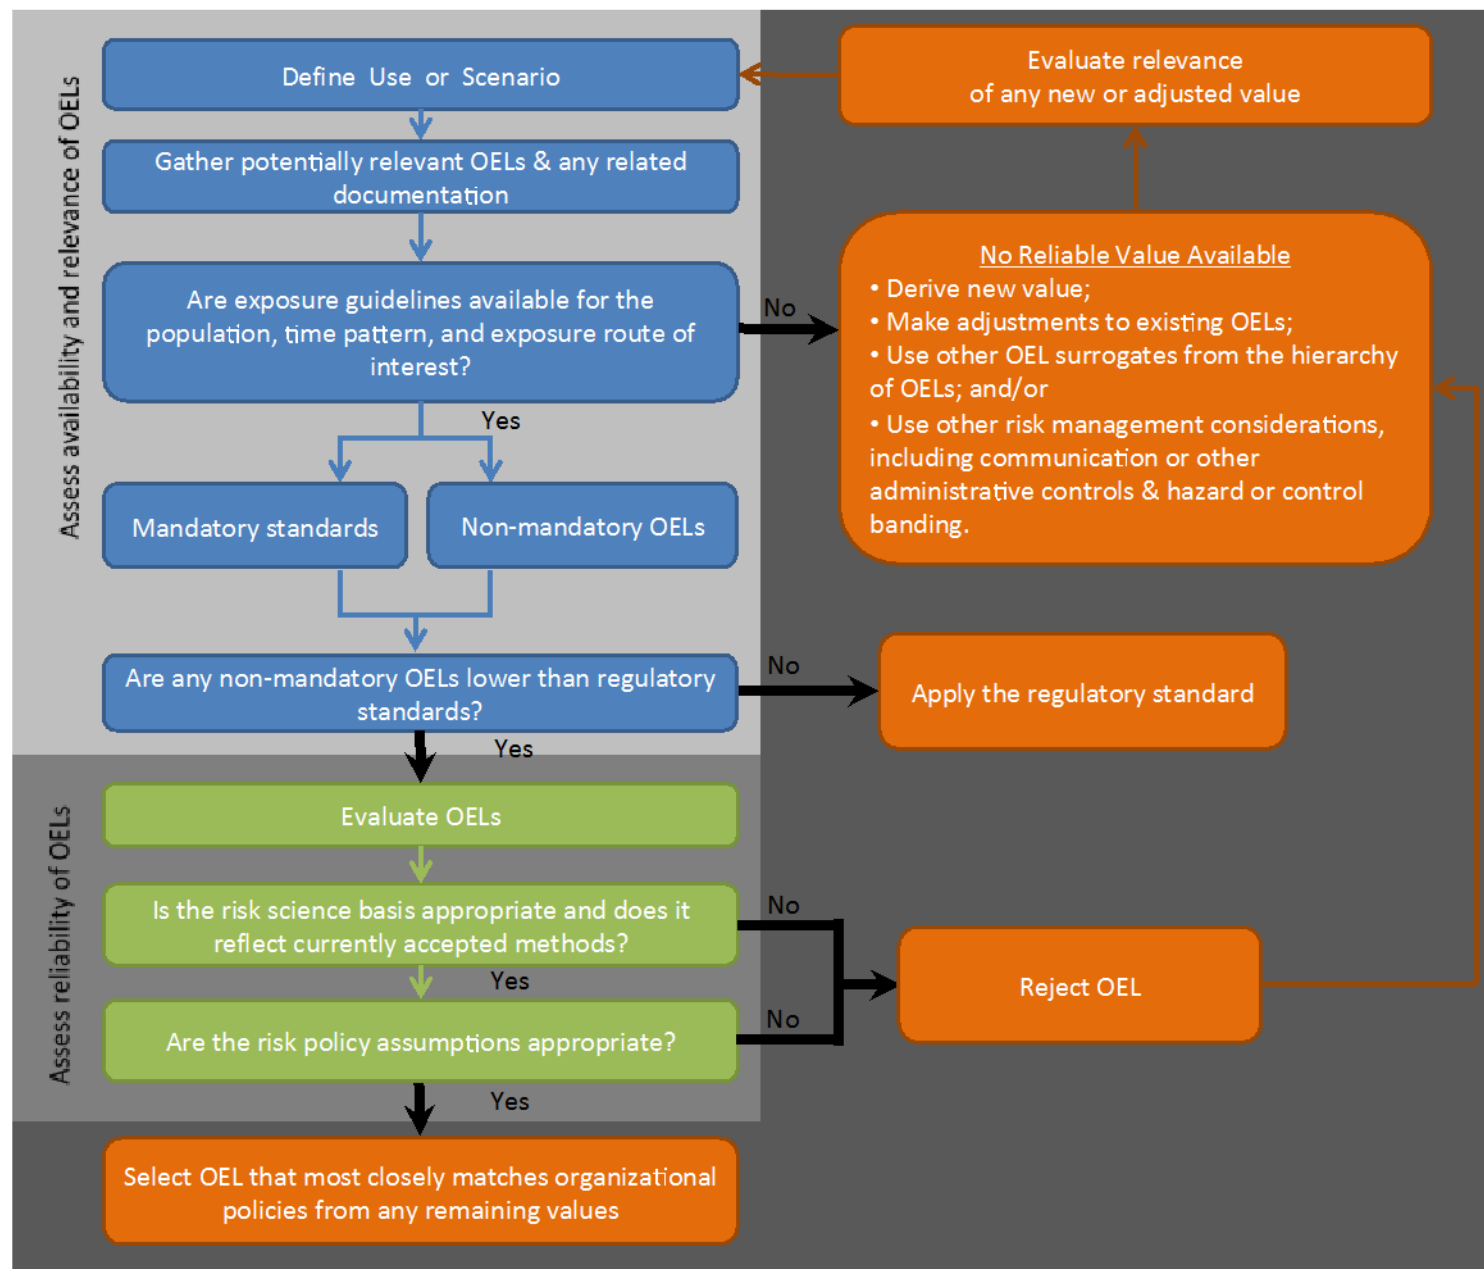 Assess availability and relevance of OELs
Define Use or Scenario
Gather potentially relevant OELs & any related
documentation
Are exposure guidelines available for the
population, time pattern, and exposure route of
interest?
No
Yes
Mandatory standards
Non-mandatory OELs
Are any non-mandatory OELs lower than regulatory
standards?
No
Yes
Evaluate relevance
of any new or adjusted value
No Reliable Value Available
• Derive new value;
• Make adjustments to existing OELs;
• Use other OEL surrogates from the hierarchy
of OELs; and/or
• Use other risk management considerations,
including communication or other
administrative controls & hazard or control
banding.
Apply the regulatory standard
Assess reliability of OELs
Evaluate OELs
Is the risk science basis appropriate and does it
reflect currently accepted methods?
No
Yes
Are the risk policy assumptions appropriate?
No
Yes
Reject OEL
Select OEL that most closely matches organizational
policies from any remaining values